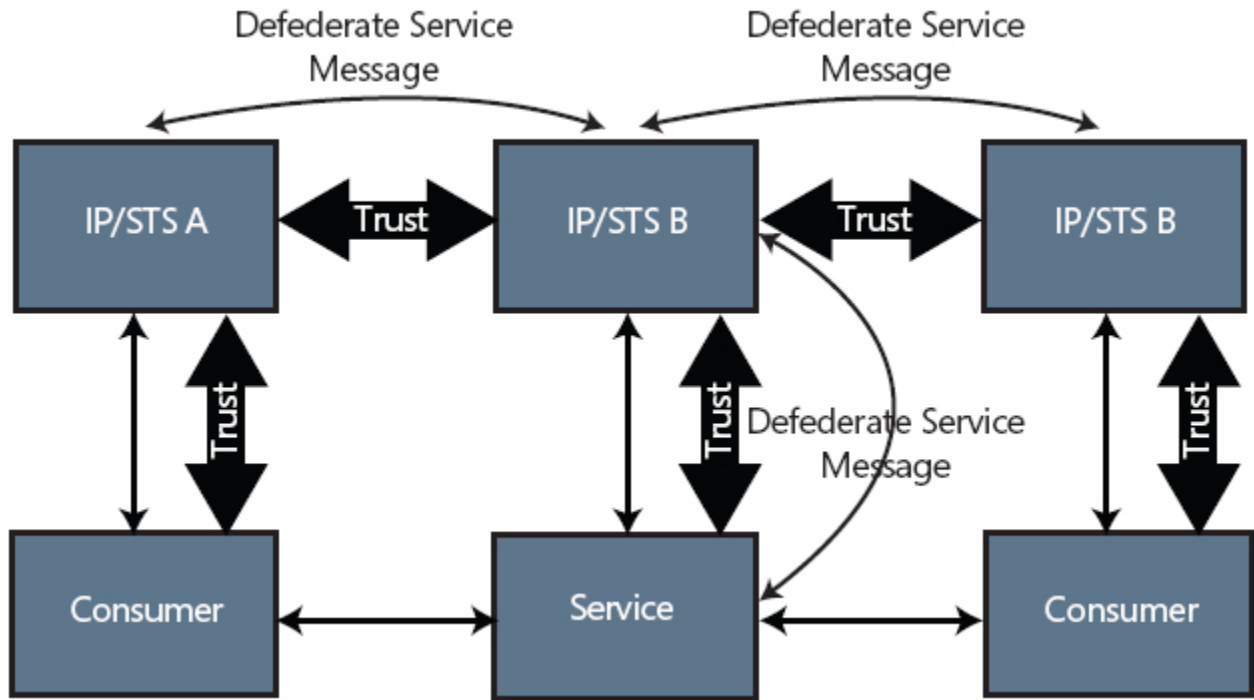 Defederate Service
Message
Defederate Service
Message
IP/STS A
Trust
IP/STS B
Trust
IP/STS B
Trust
Trust
Defederate Service
Message
Trust
Consumer
Service
Consumer